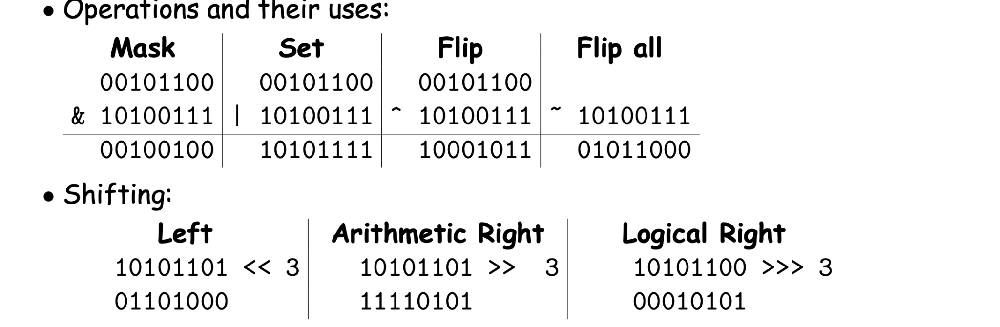 • Operations and their uses:
Mask Set Flip Flip all
00101100 00101100 00101100
& 10100111 | 10100111 ^ 10100111 ~ 10100111
00100100 10101111 10001011 01011000
• Shifting:
Left Arithmetic Right Logical Right
10101101 << 3 10101101 >> 3 10101100 >>> 3
01101000 11110101 00010101